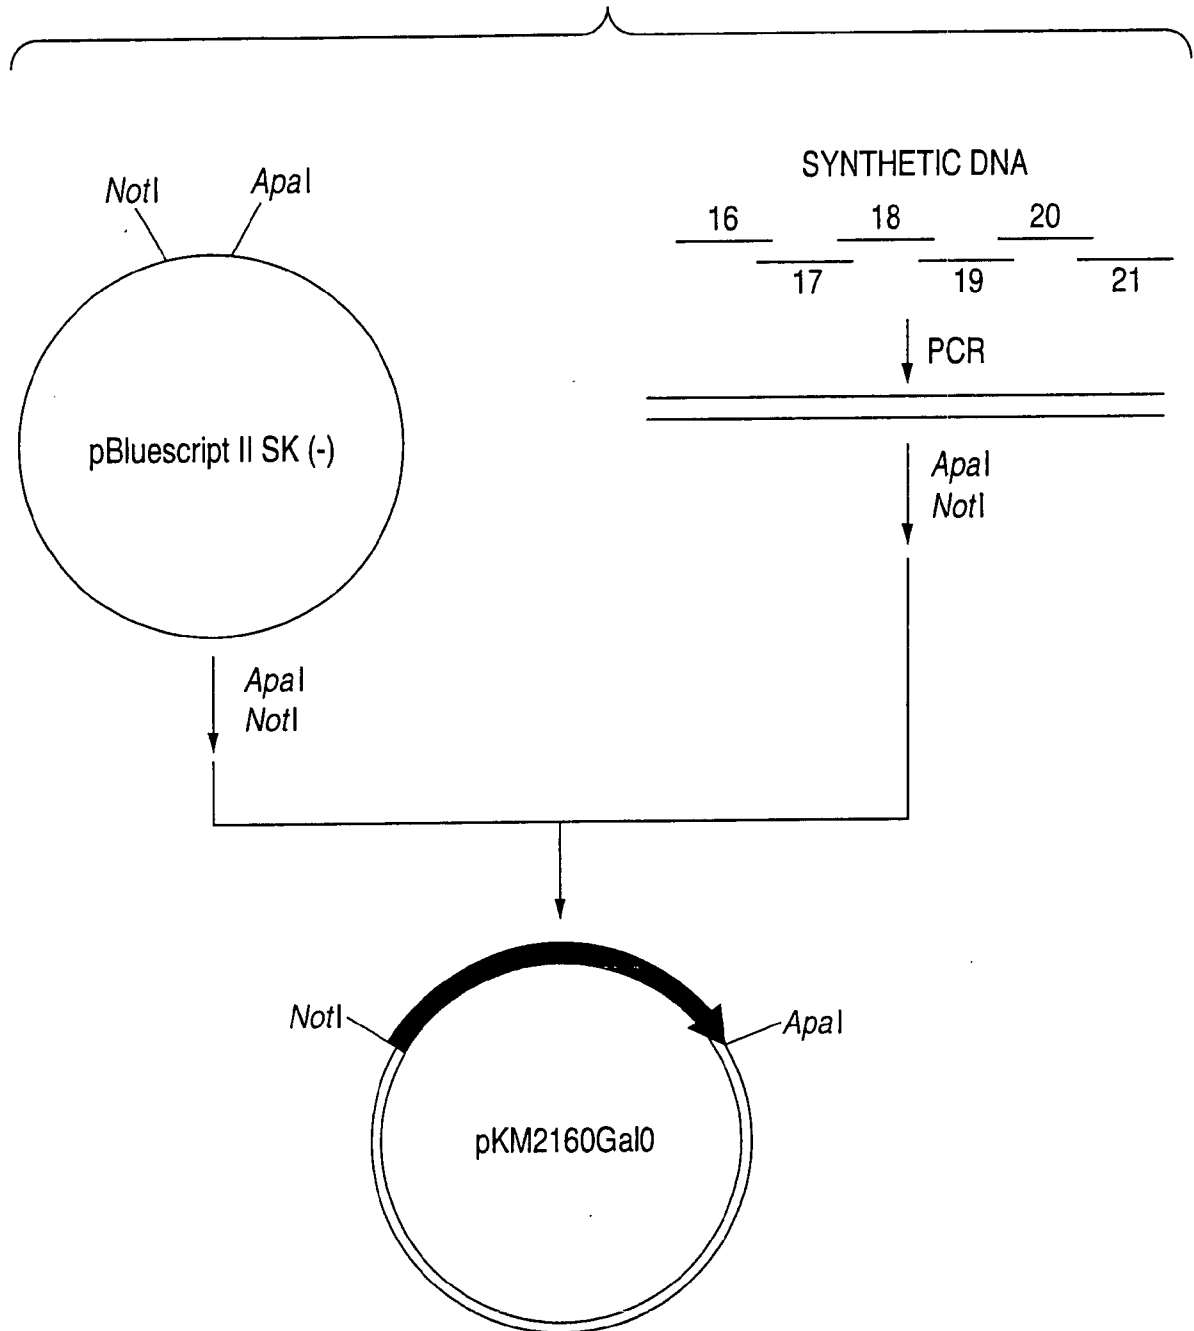 SYNTHETIC DNA
NotI
ApaI
16
18
20
17
19
21
PCR
pBluescript II SK (-)
ApaI
NotI
ApaI
NotI
NotI
ApaI
pKM2160Gal0